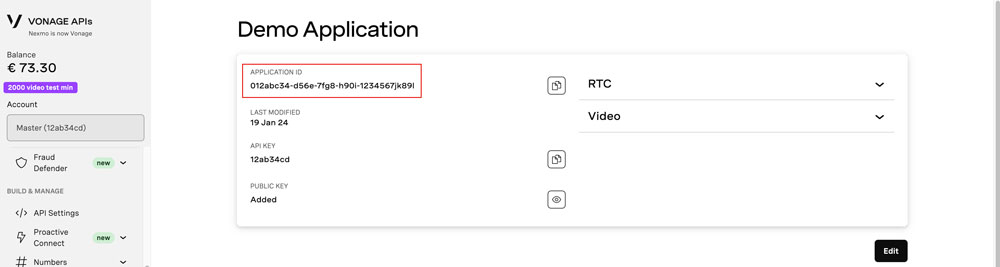 VONAGE APIs
Nexmo is now Vonage
Balance
€ 73.30
2000 video test min
Account
Master (12ab34cd)
Fraud
Defender
new
BUILD & MANAGE
API Settings
Proactive
Connect
new
Numbers
Demo Application
APPLICATION ID
012abc34-d56e-7fg8-h90i-1234567jk89l
LAST MODIFIED
19 Jan 24
API KEY
12ab34cd
PUBLIC KEY
Added
RTC
Video
Edit